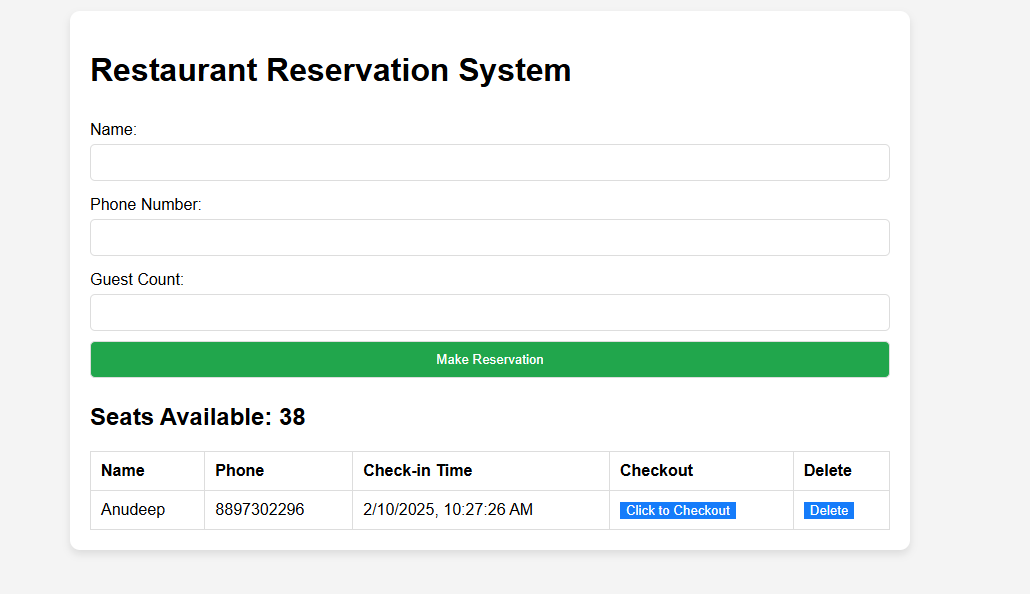 Restaurant Reservation System
Name:
Phone Number:
Guest Count:
Make Reservation
Seats Available: 38
Name Phone Check-in Time Checkout Delete
Anudeep 8897302296 2/10/2025, 10:27:26 AM Click to Checkout Delete